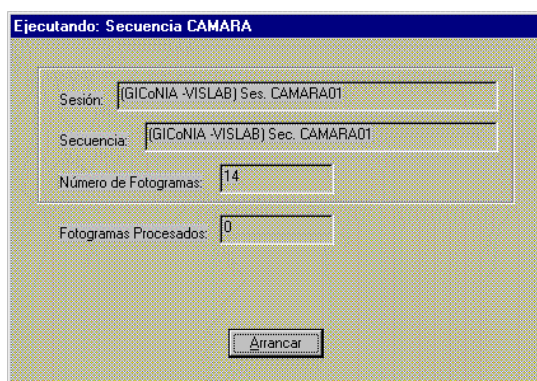 Ejecutando: Secuencia CAMARA
Sesión: (GICoNIA -VISLAB) Ses. CAMARA01
Secuencia: (GICoNIA -VISLAB) Sec. CAMARA01
Número de Fotogramas: 14
Fotogramas Procesados: 0
Arrancar